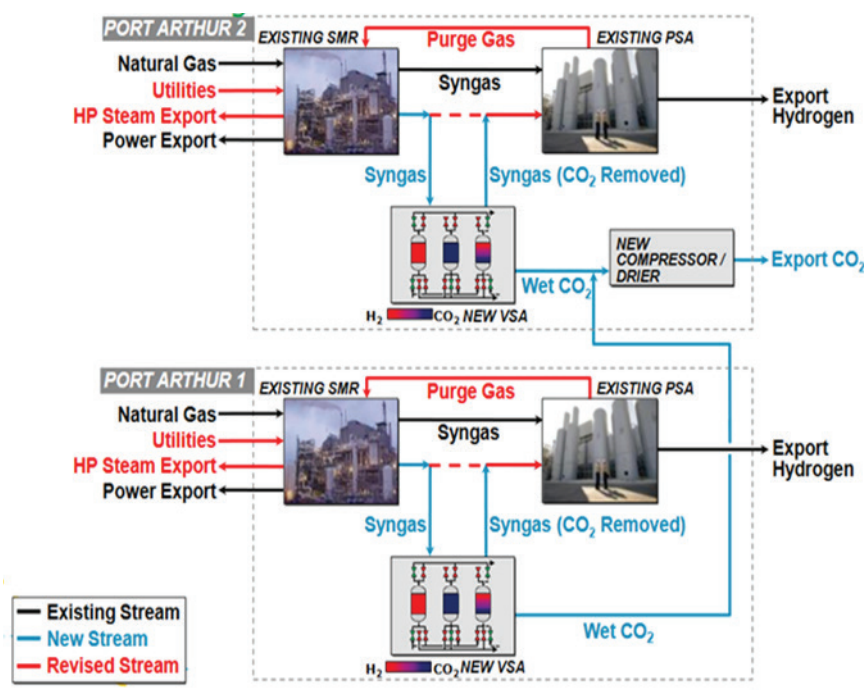 PORT ARTHUR 2
EXISTING SMR
Purge Gas
EXISTING PSA
Natural Gas
Utilities
HP Steam Export
Power Export
Syngas
Export
Hydrogen
Syngas
Syngas (CO₂ Removed)
NEW
COMPRESSOR /
DRIER
Export CO₂
Wet CO₂
H₂ CO₂ NEW VSA
PORT ARTHUR 1
EXISTING SMR
Purge Gas
EXISTING PSA
Natural Gas
Utilities
HP Steam Export
Power Export
Syngas
Export
Hydrogen
Syngas
Syngas (CO₂ Removed)
Wet CO₂
H₂ CO₂ NEW VSA
Existing Stream
New Stream
Revised Stream